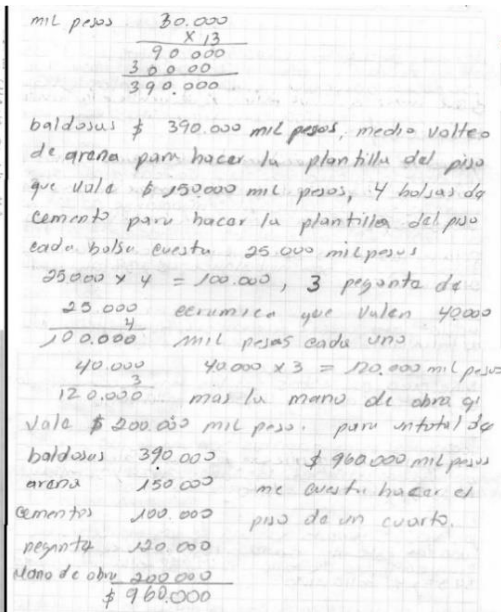 mil pesos 30.000
x 13
90 000
300 00
390.000
baldosas $ 390.000 mil pesos, medio volteo
de arena para hacer la plantilla del piso
que vale $ 150000 mil pesos, 4 bolsas de
cemento para hacer la plantilla del piso
cada bolsa cuesta 25.000 mil pesos
25000 x 4 = 100.000, 3 peganta de
25.000 ceramica que valen 40000
4
100.000 mil pesos cada uno
40.000 40.000 x 3 = 120.000 mil pesos
3
120.000 mas la mano de obra q
vale $ 200.000 mil peso. para un total de
baldosas 390.000 $ 960.000 mil pesos
arena 150 000 me cuesta hacer el
cementos 100.000 piso de un cuarto.
peganta 120.000
Mano de obra 200 000
$ 960.000